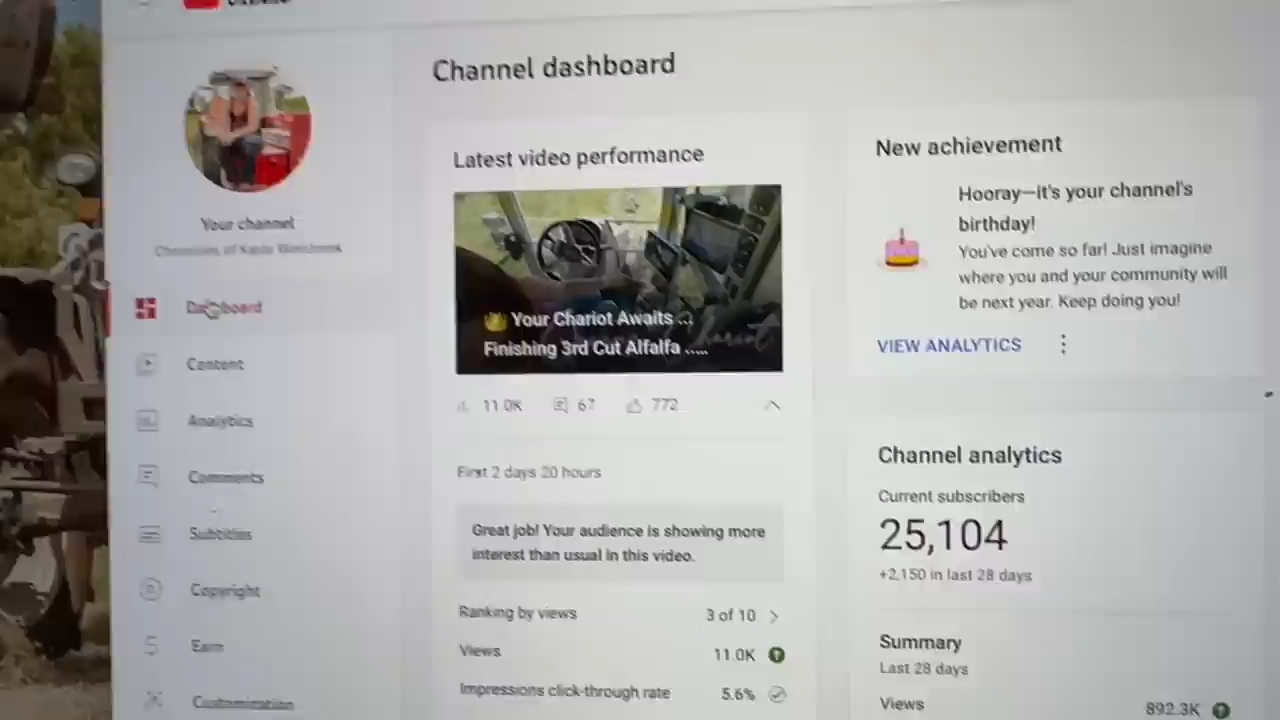 Channel dashboard
Your channel
Dashboard
Content
Analytics
Comments
Subtitles
Copyright
Earn
Customization
Latest video performance
Your Chariot Awaits ...
Finishing 3rd Cut Alfalfa .....
11.0K 67 772
First 2 days 20 hours
Great job! Your audience is showing more
interest than usual in this video.
Ranking by views 3 of 10
Views 11.0K
Impressions click-through rate 5.6%
New achievement
Hooray—it's your channel's
birthday!
You've come so far! Just imagine
where you and your community will
be next year. Keep doing you!
VIEW ANALYTICS
Channel analytics
Current subscribers
25,104
+2,150 in last 28 days
Summary
Last 28 days
Views 892.3K